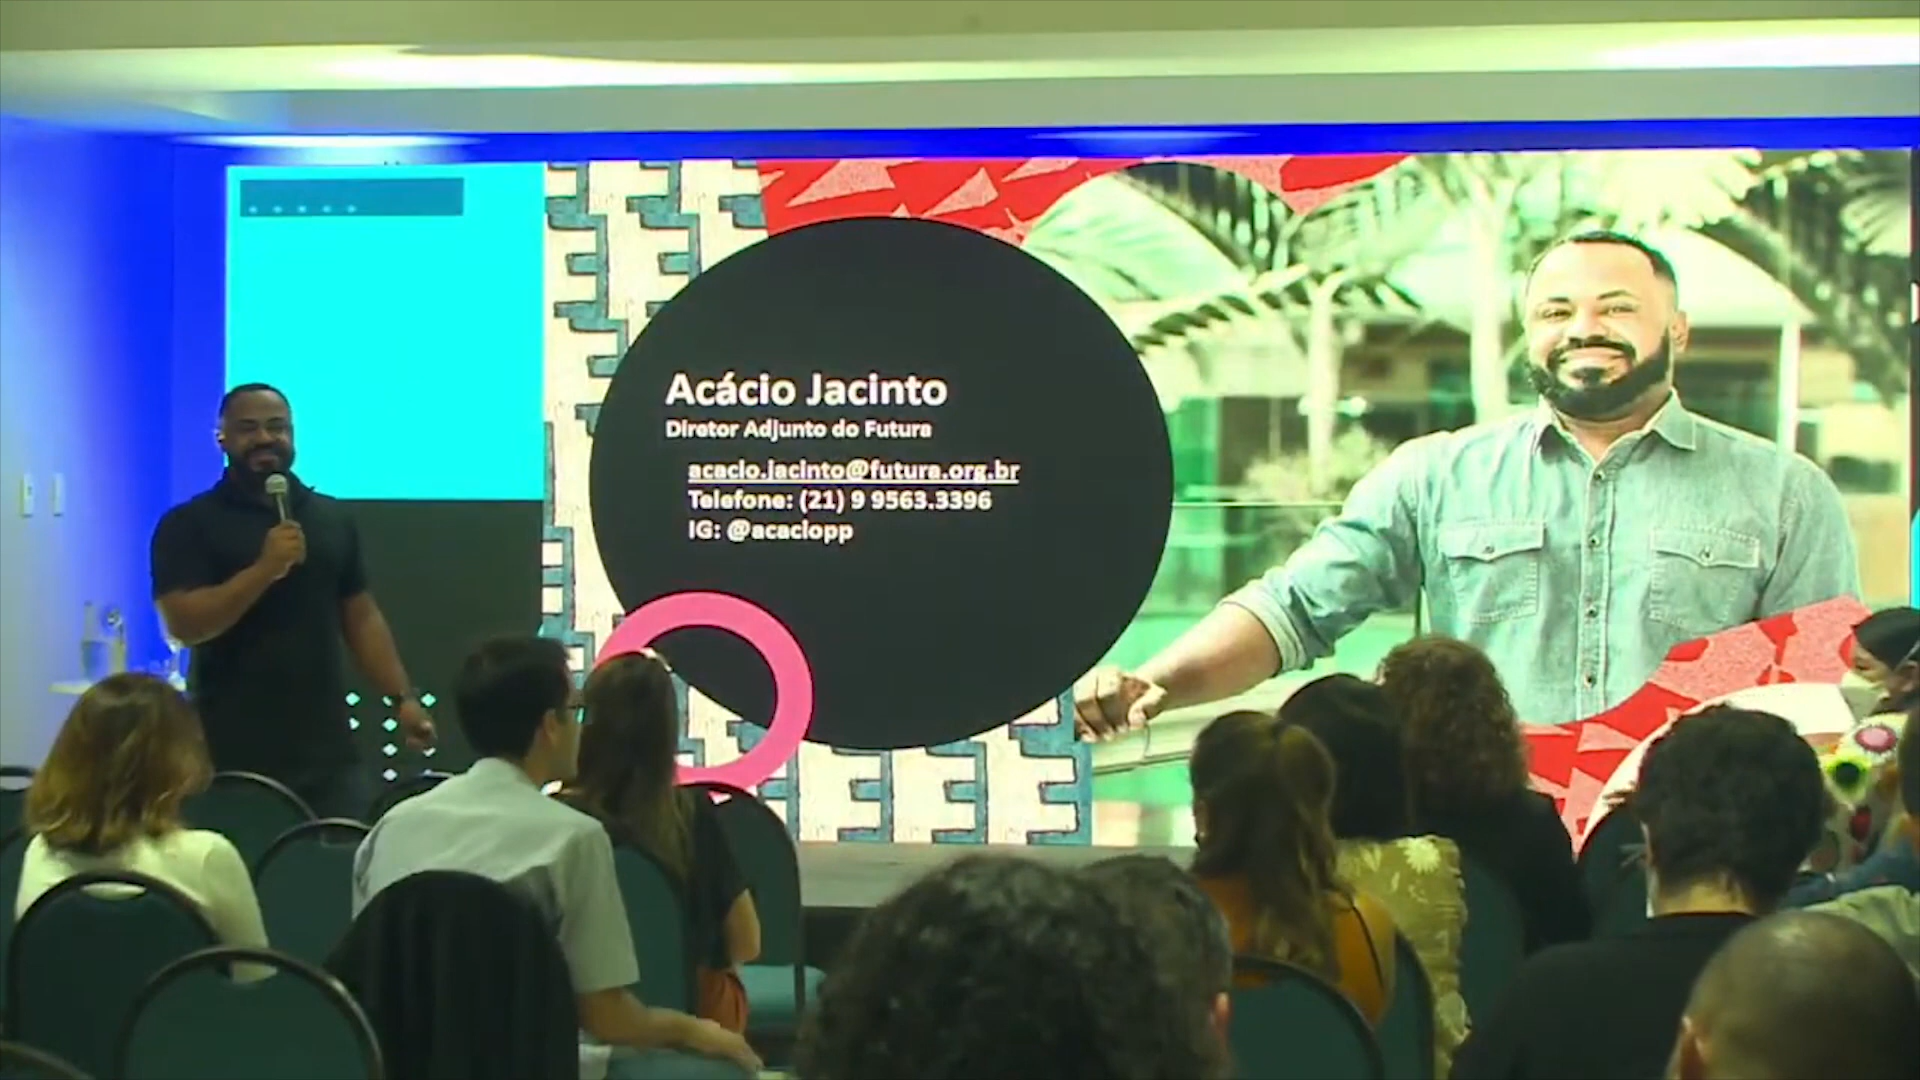 Acácio Jacinto
Diretor Adjunto do Futura
acacio.jacinto@futura.org.br
Telefone: (21) 9 9563.3396
IG: @acaciopp